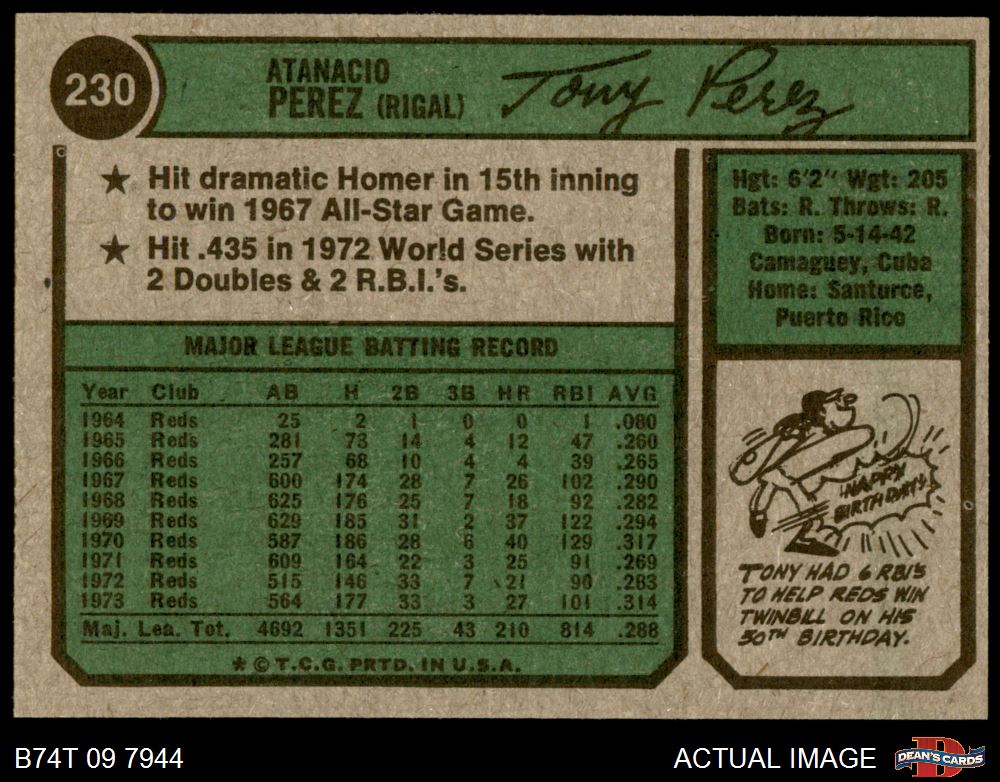 230
ATANACIO
PEREZ (RIGAL)
Tony Perez
★ Hit dramatic Homer in 15th inning
to win 1967 All-Star Game.
★ Hit .435 in 1972 World Series with
2 Doubles & 2 R.B.I.'s.
Hgt: 6'2" Wgt: 205
Bats: R. Throws: R.
Born: 5-14-42
Camaguey, Cuba
Home: Santurce,
Puerto Rico
MAJOR LEAGUE BATTING RECORD
Year Club AB H 2B 3B HR RBI AVG
1964 Reds 25 2 1 0 0 1 .080
1965 Reds 281 73 14 4 12 47 .260
1966 Reds 257 68 10 4 4 39 .265
1967 Reds 600 174 28 7 26 102 .290
1968 Reds 625 176 25 7 18 92 .282
1969 Reds 629 185 31 2 37 122 .294
1970 Reds 587 186 28 6 40 129 .317
1971 Reds 609 164 22 3 25 91 .269
1972 Reds 515 146 33 7 21 90 .283
1973 Reds 564 177 33 3 27 101 .314
Maj. Lea. Tot. 4692 1351 225 43 210 814 .288
* © T.C.G. PRTD. IN U.S.A.
HAPPY
BIRTHDAY!
TONY HAD 6 RBI'S
TO HELP REDS WIN
TWINBILL ON HIS
30TH BIRTHDAY.
B74T 09 7944
ACTUAL IMAGE
D
DEAN'S CARDS